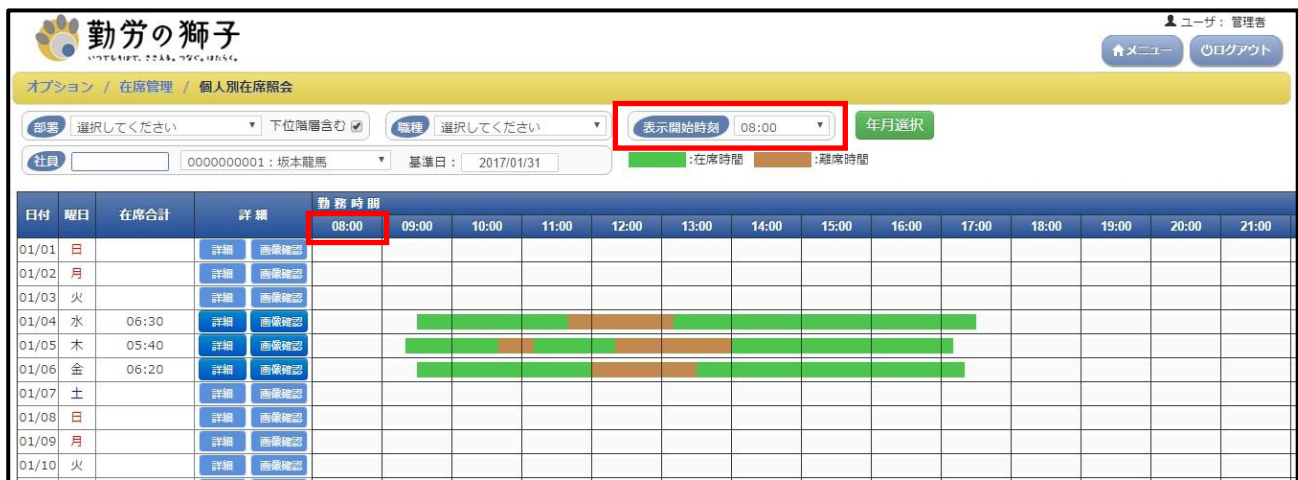 ユーザ： 管理者
勤労の獅子
いつでもいます。ささえる。つなぐ。はたらく。
メニュー ログアウト
オプション / 在席管理 / 個人別在席照会
部署 選択してください 下位階層含む 職種 選択してください 表示開始時刻 08:00 年月選択
社員 0000000001：坂本龍馬 基準日： 2017/01/31 :在席時間 :離席時間
日付 曜日 在席合計 詳細 勤務時間
08:00 09:00 10:00 11:00 12:00 13:00 14:00 15:00 16:00 17:00 18:00 19:00 20:00 21:00
01/01 日 詳細 画像確認
01/02 月 詳細 画像確認
01/03 火 詳細 画像確認
01/04 水 06:30 詳細 画像確認
01/05 木 05:40 詳細 画像確認
01/06 金 06:20 詳細 画像確認
01/07 土 詳細 画像確認
01/08 日 詳細 画像確認
01/09 月 詳細 画像確認
01/10 火 詳細 画像確認